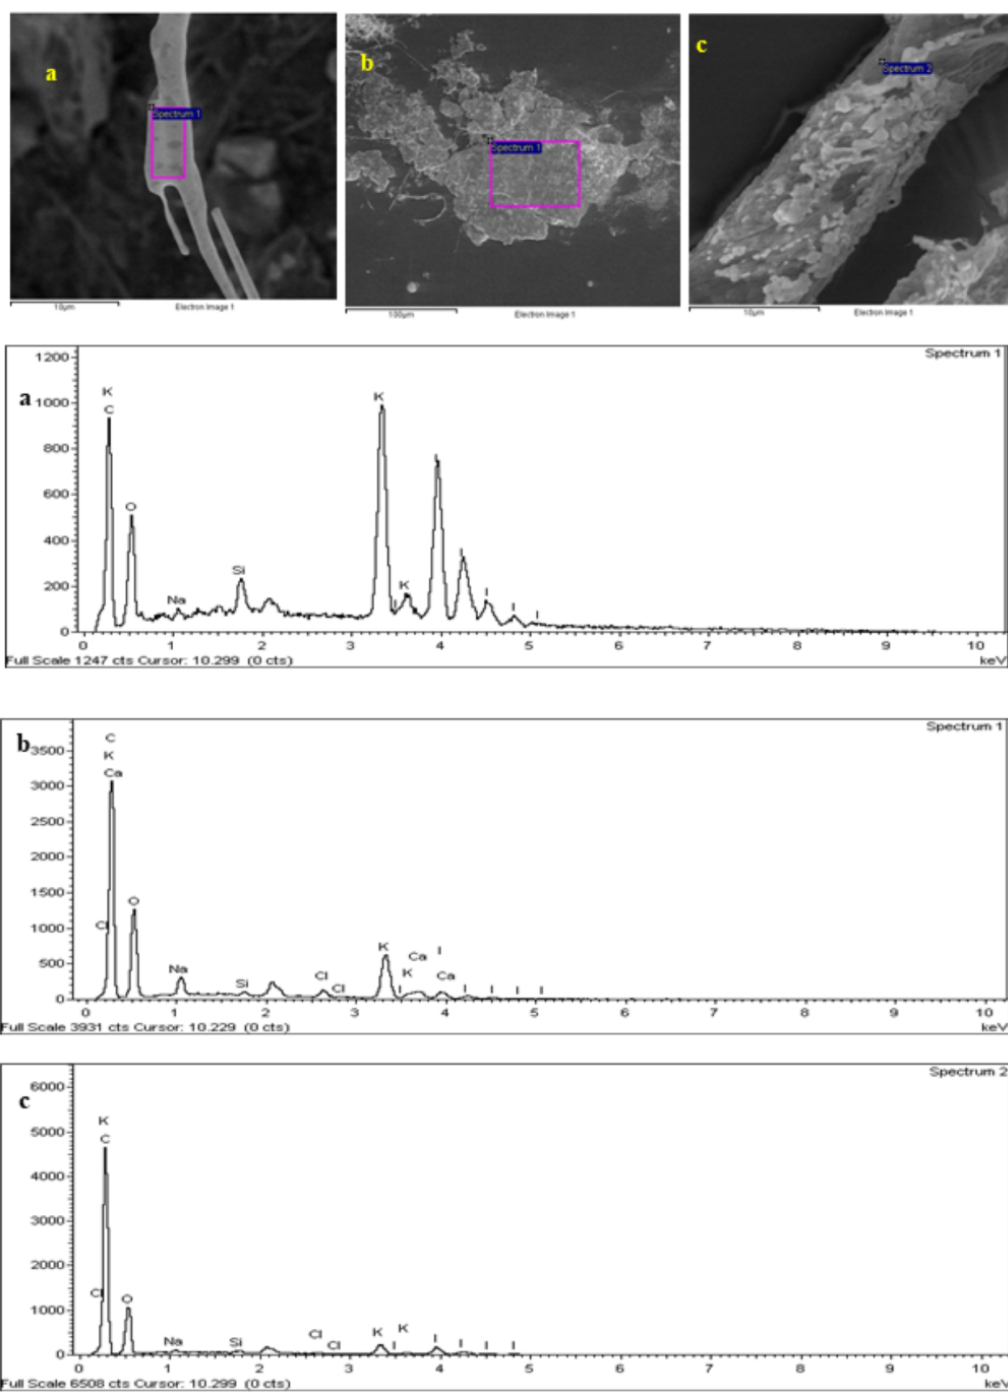 a
Spectrum 1
10µm Electron Image 1
b
Spectrum 1
100µm Electron Image 1
c
Spectrum 2
10µm Electron Image 1
a
Spectrum 1
1200
1000
800
600
400
200
0
K
C
O
Na
Si
K
K
I
I
I
I
I
0 1 2 3 4 5 6 7 8 9 10
Full Scale 1247 cts Cursor: 10.299 (0 cts) keV
b
Spectrum 1
3500
3000
2500
2000
1500
1000
500
0
C
K
Ca
Cl
O
Na
Si
Cl
Cl
K
I
K
Ca
I
Ca
I
I
I
I
0 1 2 3 4 5 6 7 8 9 10
Full Scale 3931 cts Cursor: 10.229 (0 cts) keV
c
Spectrum 2
6000
5000
4000
3000
2000
1000
0
K
C
Cl
O
Na
Si
Cl
Cl
K
I
K
I
I
I
I
0 1 2 3 4 5 6 7 8 9 10
Full Scale 6508 cts Cursor: 10.299 (0 cts) keV